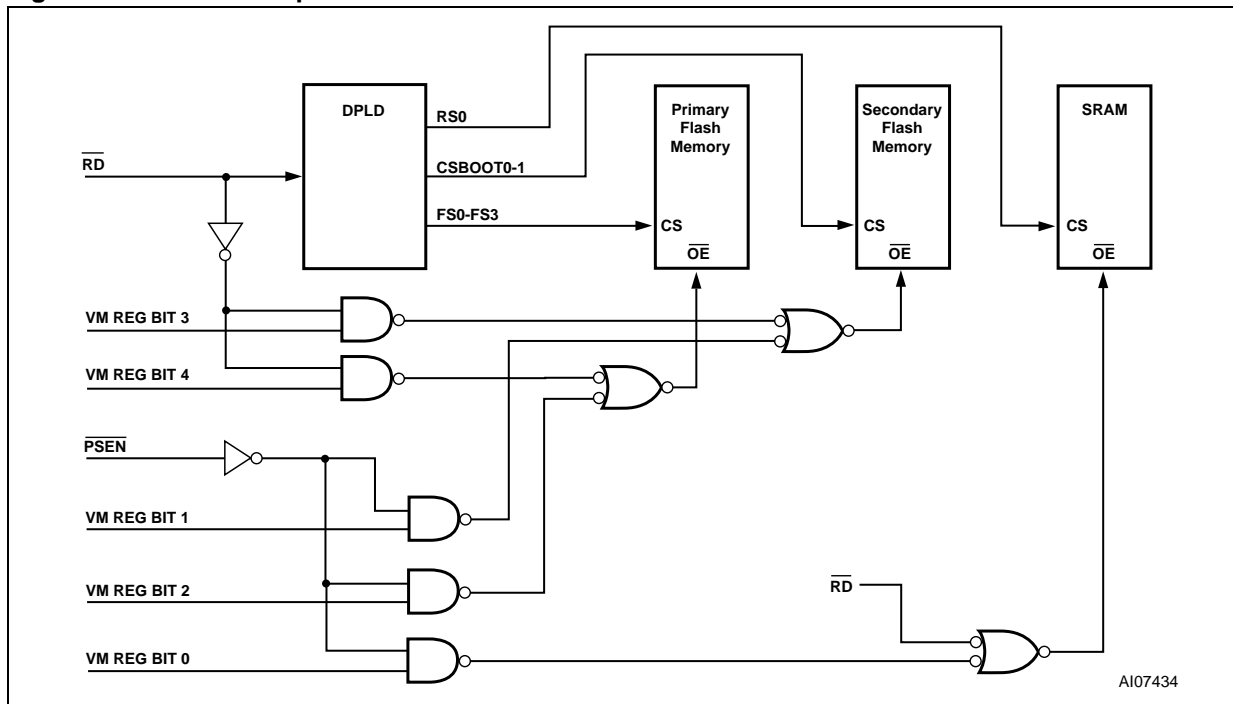 DPLD
RS0
CSBOOT0-1
FS0-FS3
Primary
Flash
Memory
CS
OE
Secondary
Flash
Memory
CS
OE
SRAM
CS
OE
RD
VM REG BIT 3
VM REG BIT 4
PSEN
VM REG BIT 1
VM REG BIT 2
VM REG BIT 0
RD
AI07434